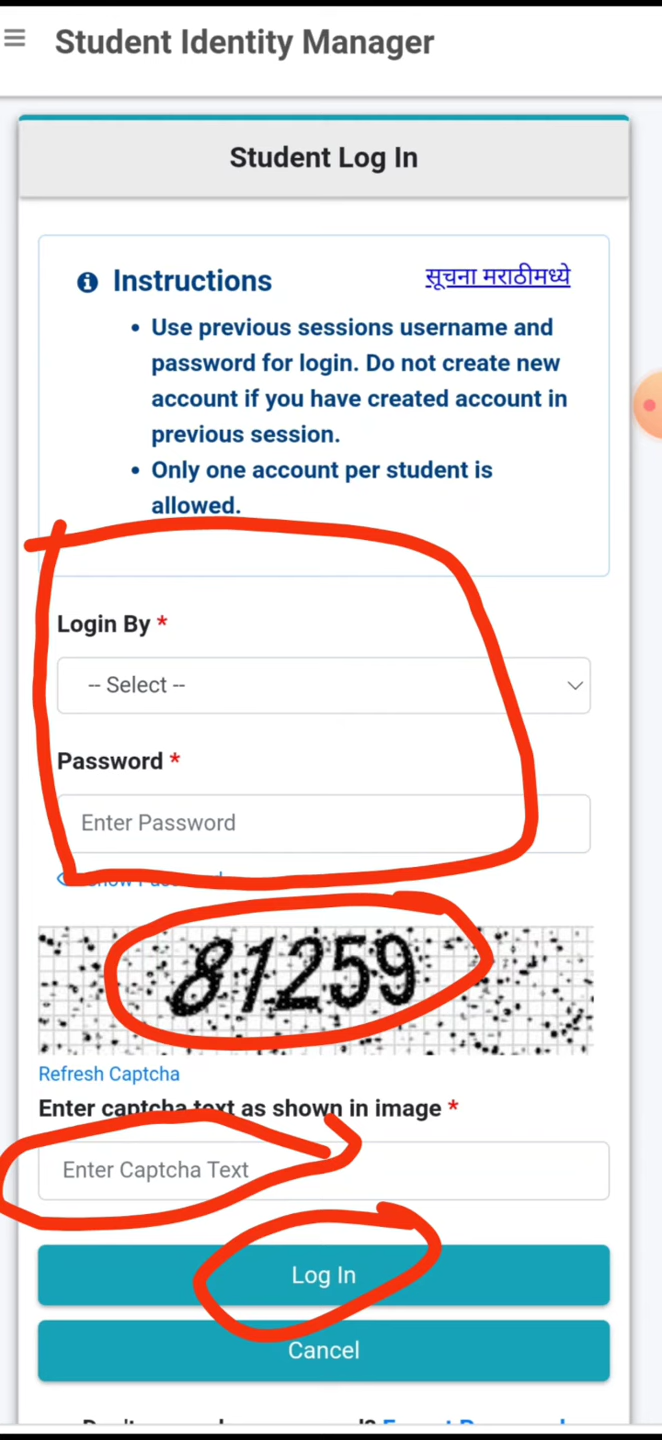 Student Identity Manager
Student Log In
Instructions
सूचना मराठीमध्ये
• Use previous sessions username and
password for login. Do not create new
account if you have created account in
previous session.
• Only one account per student is
allowed.
Login By *
-- Select --
Password *
Enter Password
81259
Refresh Captcha
Enter captcha text as shown in image *
Enter Captcha Text
Log In
Cancel